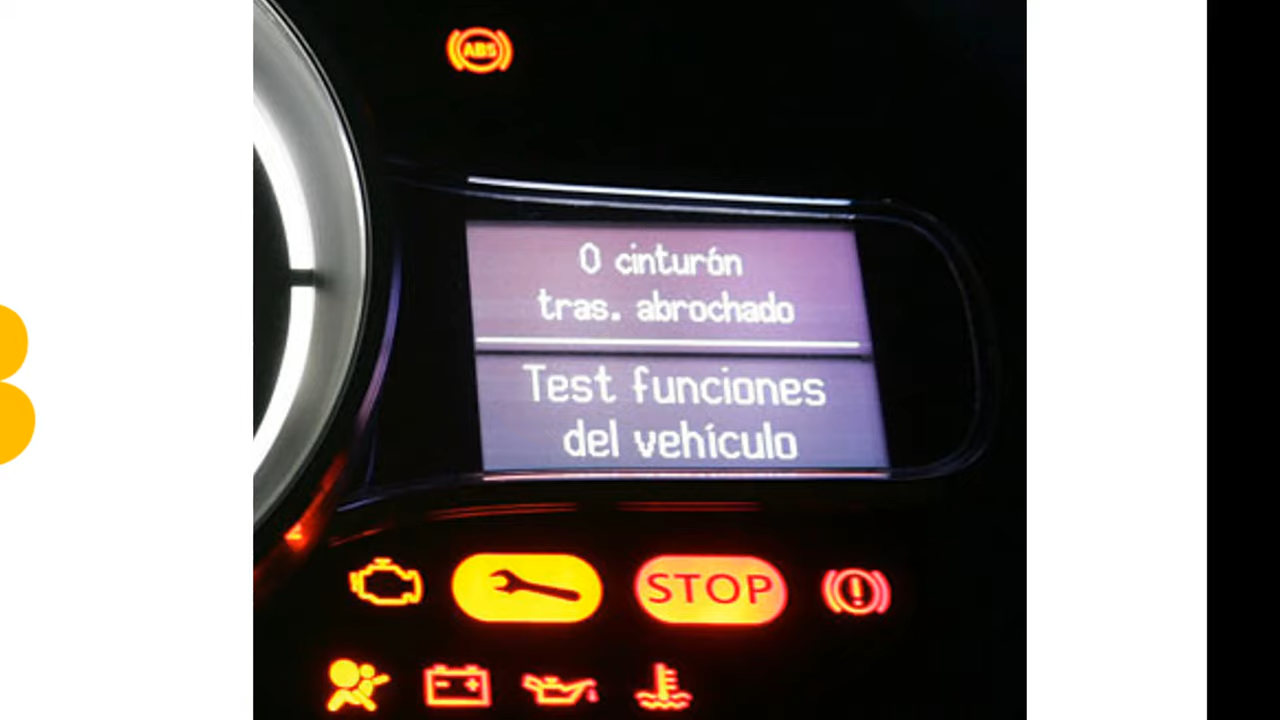 ABS
0 cinturón
tras. abrochado
Test funciones
del vehículo
STOP